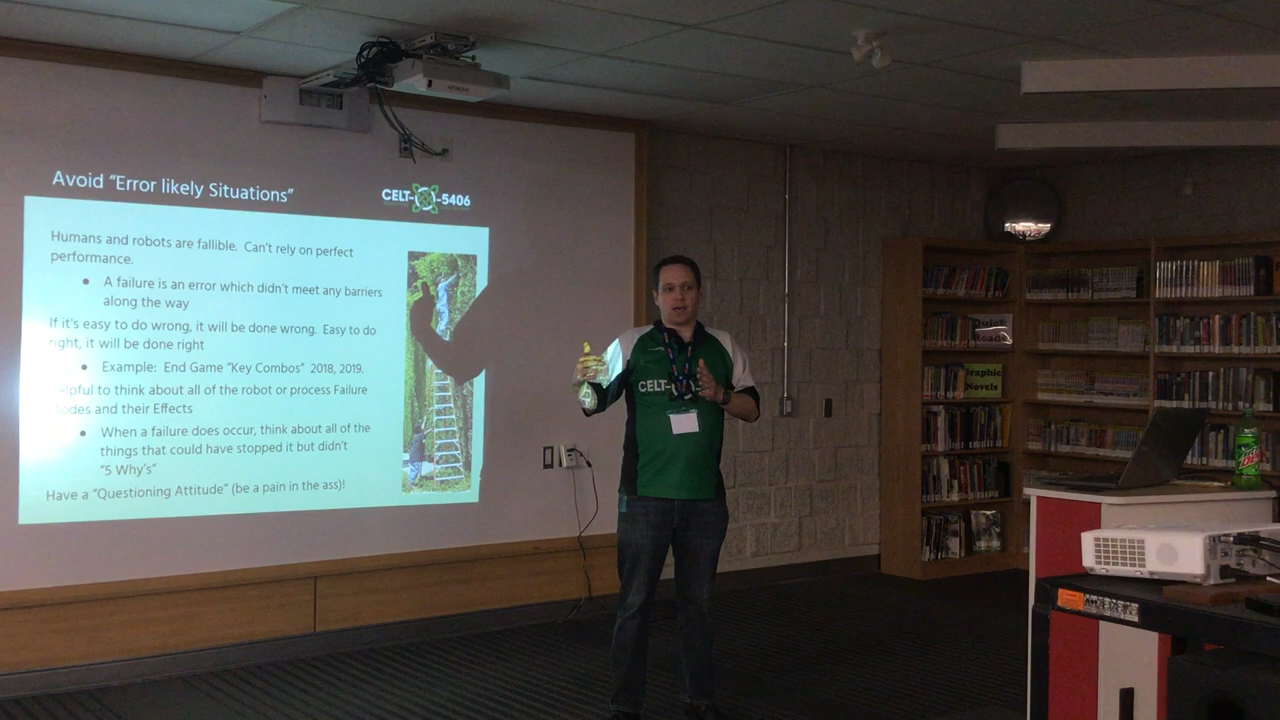 HITACHI
Avoid "Error likely Situations"
CELT-X-5406
Humans and robots are fallible. Can't rely on perfect
performance.
● A failure is an error which didn't meet any barriers
along the way
If it's easy to do wrong, it will be done wrong. Easy to do
right, it will be done right
● Example: End Game "Key Combos" 2018, 2019.
elpful to think about all of the robot or process Failure
odes and their Effects
● When a failure does occur, think about all of the
things that could have stopped it but didn't
"5 Why's"
Have a "Questioning Attitude" (be a pain in the ass)!
CELT-
Quick
Read
Graphic
Novels